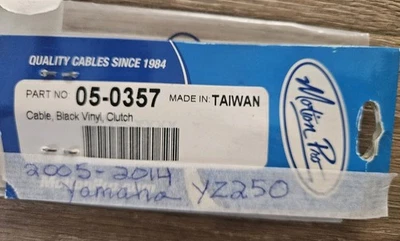 QUALITY CABLES SINCE 1984
PART NO 05-0357 MADE IN: TAIWAN
Cable, Black Vinyl, Clutch
Motion Pro
2005-2014
Yamaha YZ250